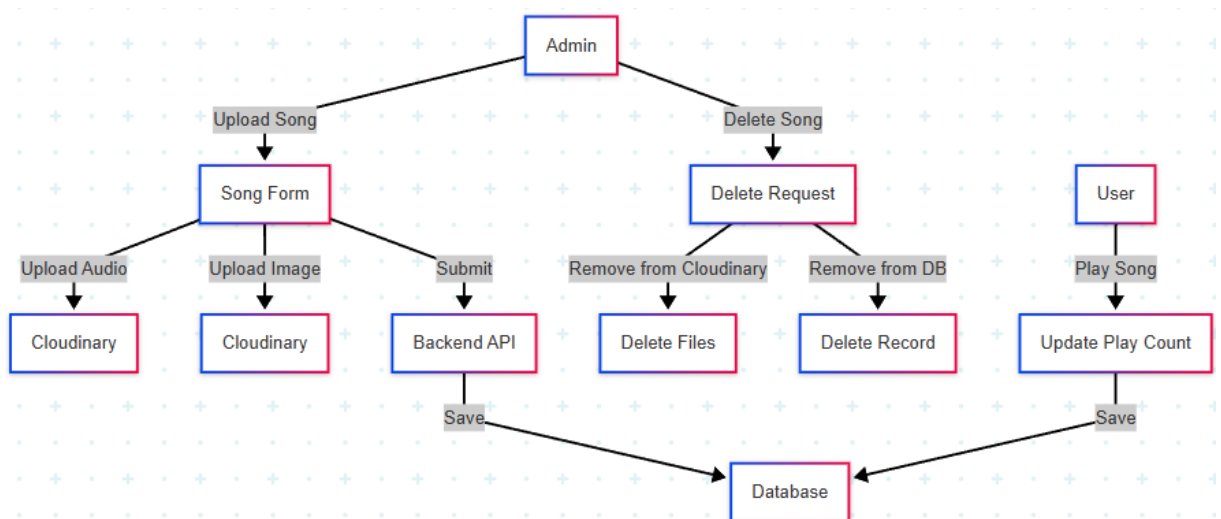 Admin
Upload Song
Delete Song
Song Form
Delete Request
User
Upload Audio
Upload Image
Submit
Remove from Cloudinary
Remove from DB
Play Song
Cloudinary
Cloudinary
Backend API
Delete Files
Delete Record
Update Play Count
Save
Save
Database